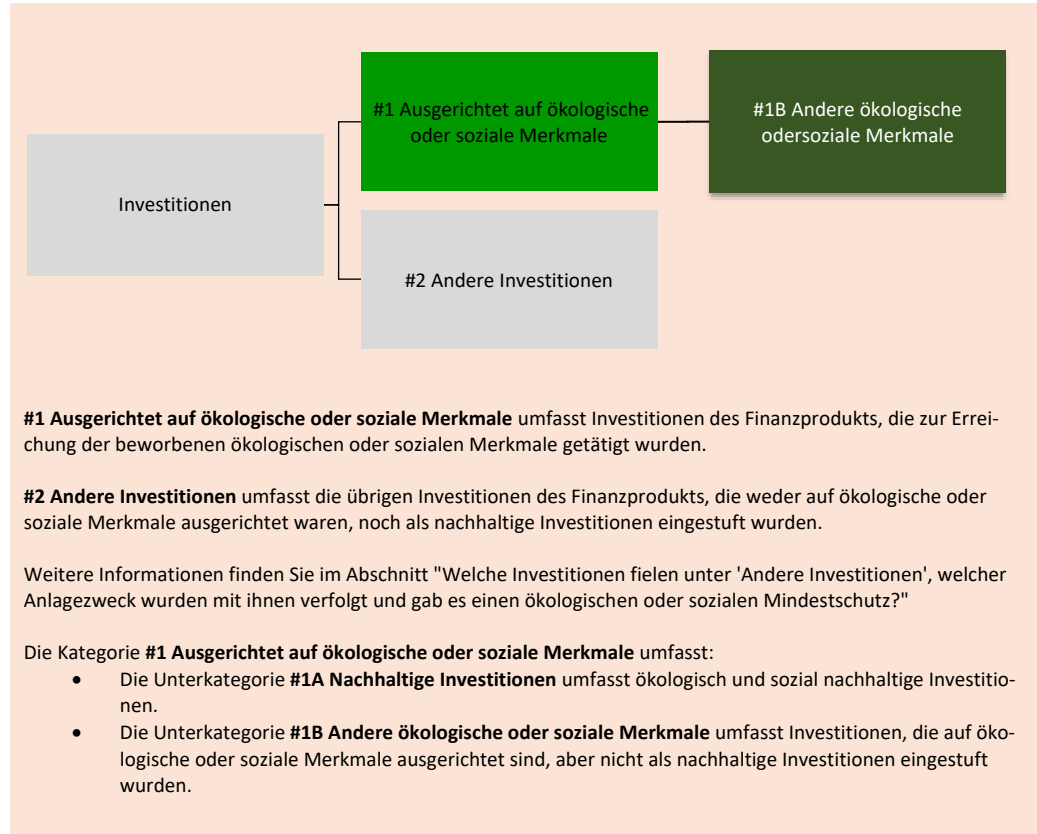 #1 Ausgerichtet auf ökologische
oder soziale Merkmale
#1B Andere ökologische
odersoziale Merkmale
Investitionen
#2 Andere Investitionen
#1 Ausgerichtet auf ökologische oder soziale Merkmale umfasst Investitionen des Finanzprodukts, die zur Errei-
chung der beworbenen ökologischen oder sozialen Merkmale getätigt wurden.
#2 Andere Investitionen umfasst die übrigen Investitionen des Finanzprodukts, die weder auf ökologische oder
soziale Merkmale ausgerichtet waren, noch als nachhaltige Investitionen eingestuft wurden.
Weitere Informationen finden Sie im Abschnitt "Welche Investitionen fielen unter 'Andere Investitionen', welcher
Anlagezweck wurden mit ihnen verfolgt und gab es einen ökologischen oder sozialen Mindestschutz?"
Die Kategorie #1 Ausgerichtet auf ökologische oder soziale Merkmale umfasst:
• Die Unterkategorie #1A Nachhaltige Investitionen umfasst ökologisch und sozial nachhaltige Investitio-
nen.
• Die Unterkategorie #1B Andere ökologische oder soziale Merkmale umfasst Investitionen, die auf öko-
logische oder soziale Merkmale ausgerichtet sind, aber nicht als nachhaltige Investitionen eingestuft
wurden.